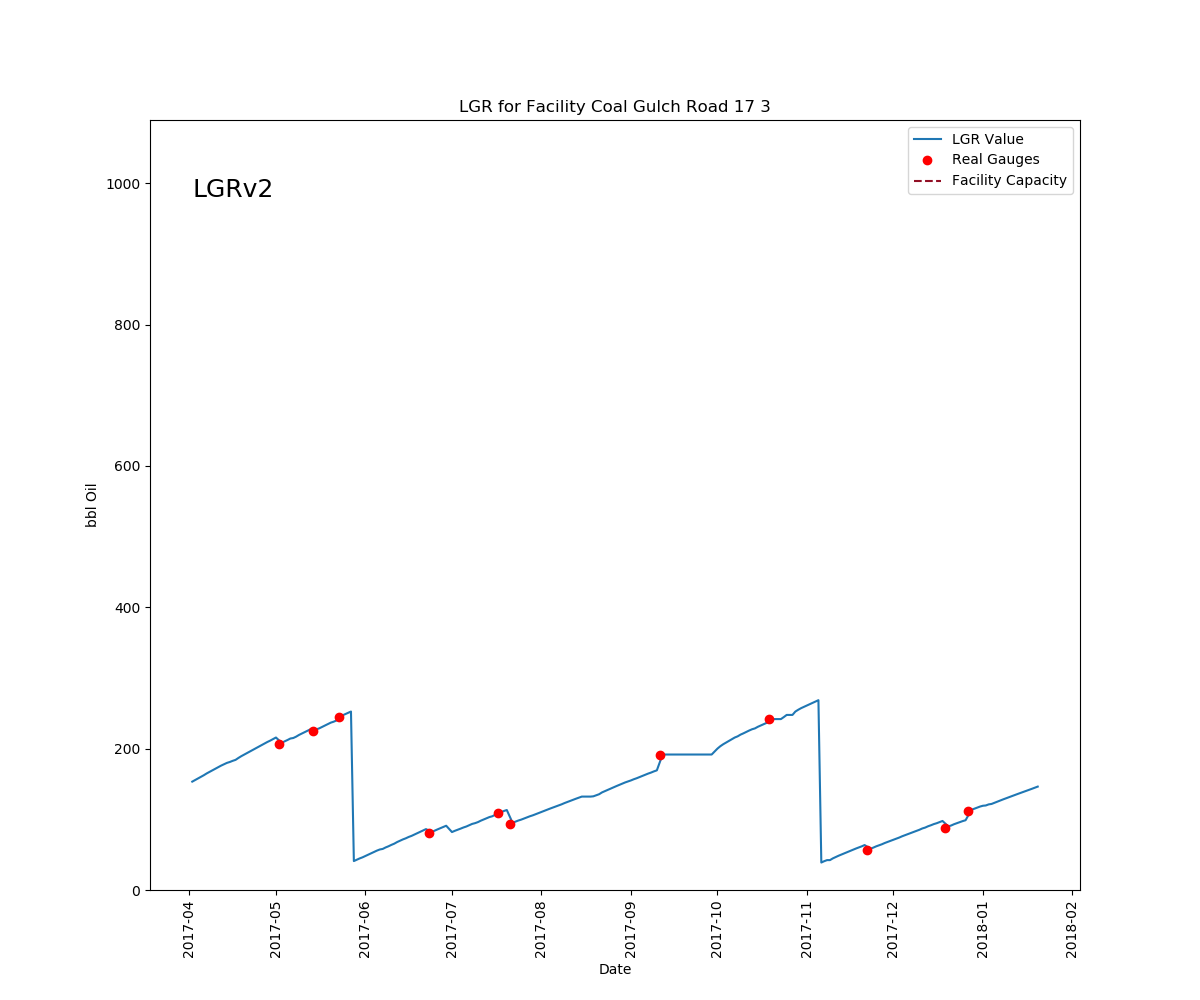 LGR for Facility Coal Gulch Road 17 3
LGRv2
LGR Value
Real Gauges
Facility Capacity
1000
800
600
400
200
0
bbl Oil
2017-04
2017-05
2017-06
2017-07
2017-08
2017-09
2017-10
2017-11
2017-12
2018-01
2018-02
Date